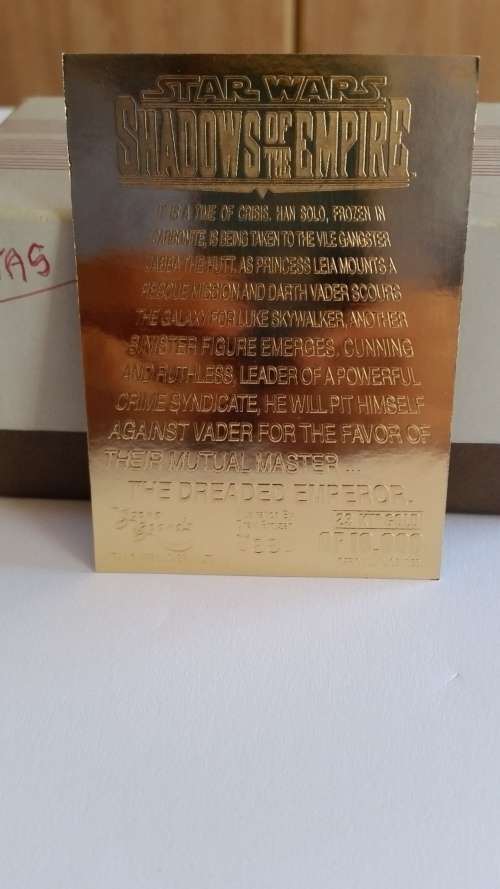 STAR WARS
SHADOWS OF THE EMPIRE
IT IS A TIME OF CRISIS. HAN SOLO, FROZEN IN
CARBONITE, IS BEING TAKEN TO THE VILE GANGSTER
JABBA THE HUTT. AS PRINCESS LEIA MOUNTS A
RESCUE MISSION AND DARTH VADER SCOURS
THE GALAXY FOR LUKE SKYWALKER, ANOTHER
SINISTER FIGURE EMERGES. CUNNING
AND RUTHLESS, LEADER OF A POWERFUL
CRIME SYNDICATE, HE WILL PIT HIMSELF
AGAINST VADER FOR THE FAVOR OF
THEIR MUTUAL MASTER ...
THE DREADED EMPEROR.
23 KT GOLD
TAS